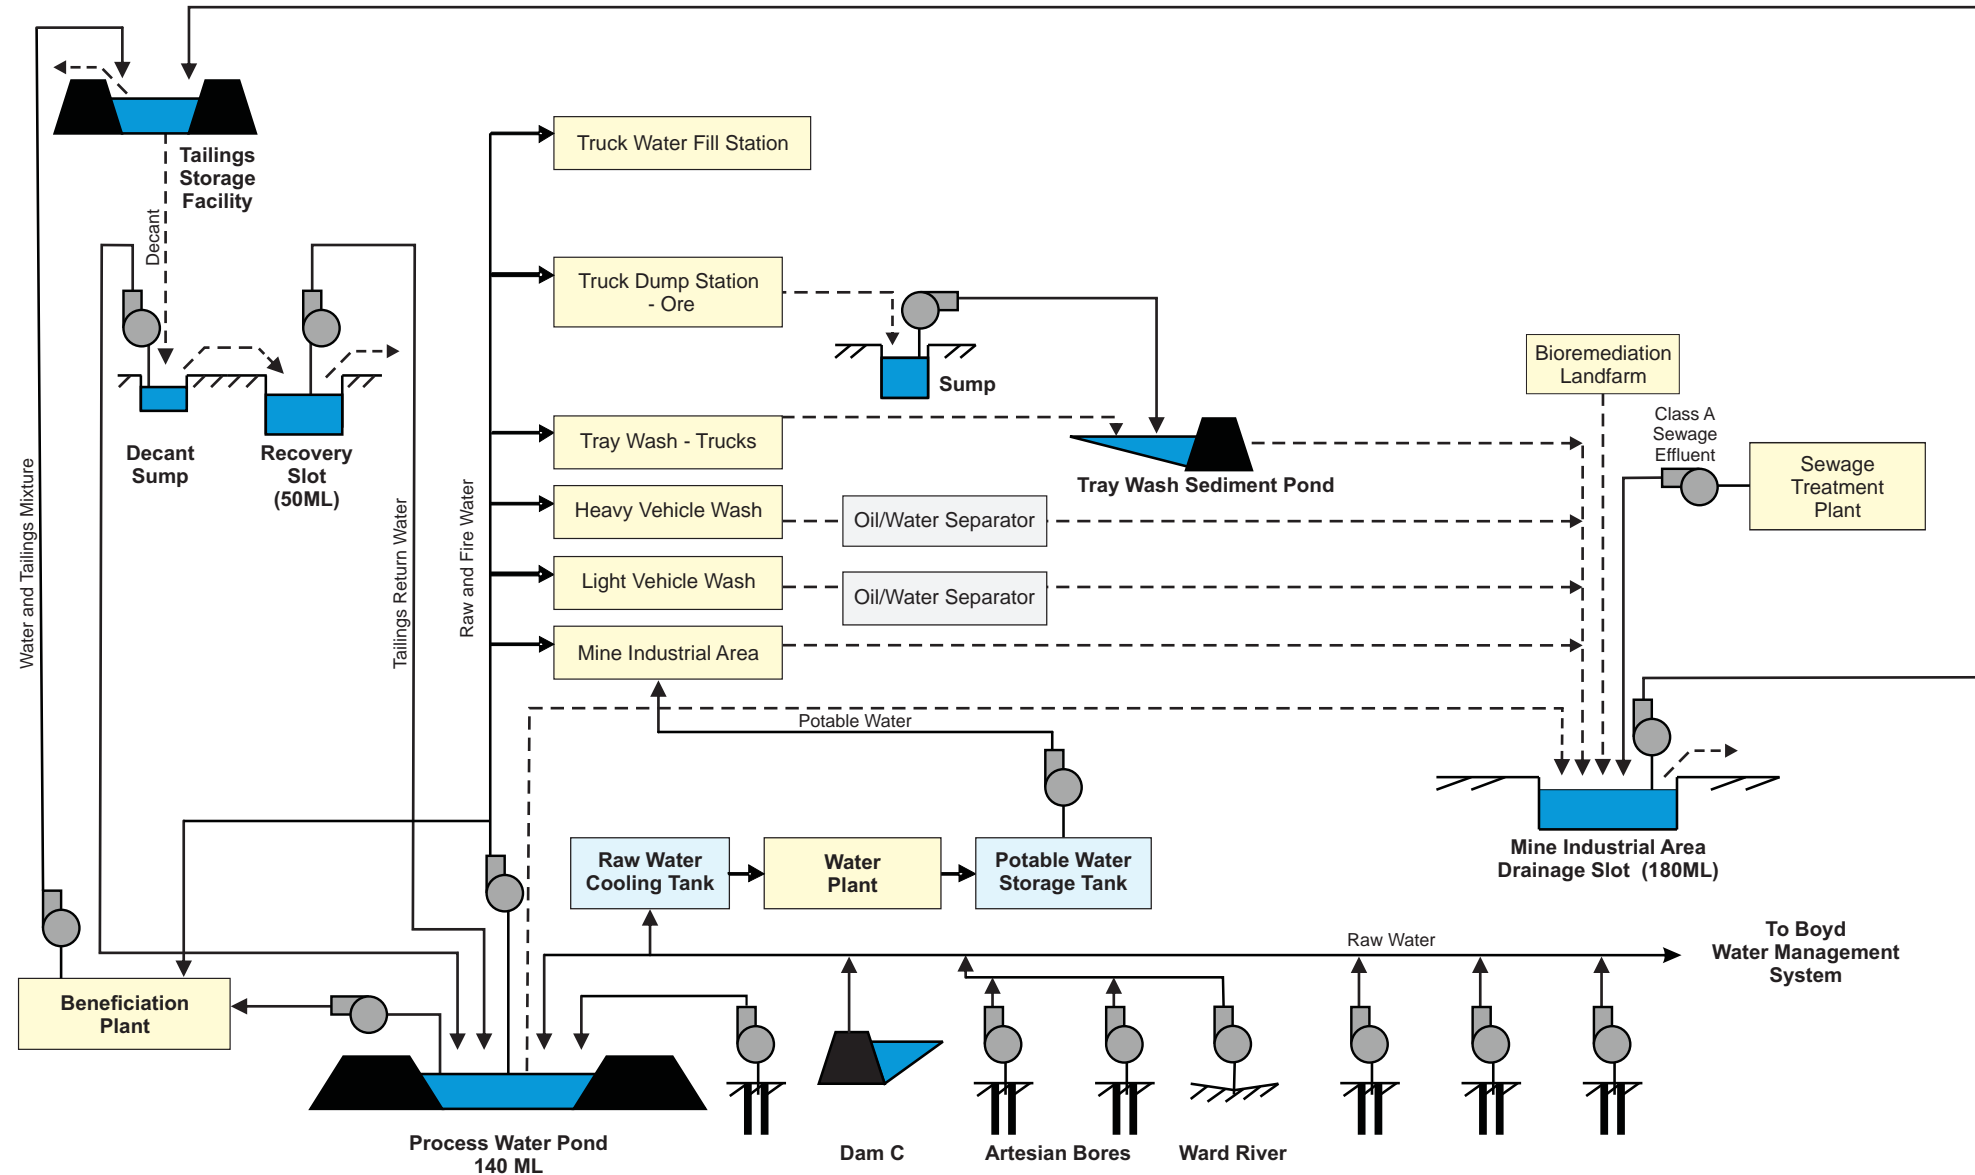 Tailings
Storage
Facility
Decant
Decant
Sump
Recovery
Slot
(50ML)
Water and Tailings Mixture
Tailings Return Water
Raw and Fire Water
Truck Water Fill Station
Truck Dump Station
- Ore
Sump
Tray Wash - Trucks
Tray Wash Sediment Pond
Heavy Vehicle Wash
Oil/Water Separator
Light Vehicle Wash
Oil/Water Separator
Mine Industrial Area
Potable Water
Bioremediation
Landfarm
Class A
Sewage
Effluent
Sewage
Treatment
Plant
Mine Industrial Area
Drainage Slot (180ML)
Raw Water
Cooling Tank
Water
Plant
Potable Water
Storage Tank
Raw Water
To Boyd
Water Management
System
Beneficiation
Plant
Process Water Pond
140 ML
Dam C
Artesian Bores
Ward River